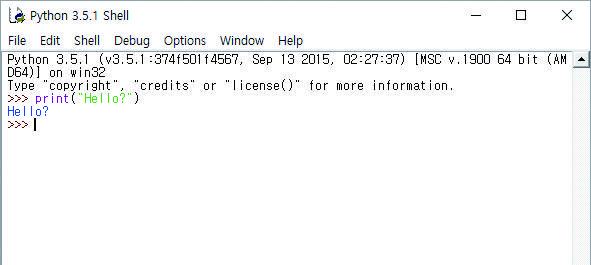 Python 3.5.1 Shell
File Edit Shell Debug Options Window Help
Python 3.5.1 (v3.5.1:374f501f4567, Sep 13 2015, 02:27:37) [MSC v.1900 64 bit (AM
D64)] on win32
Type "copyright", "credits" or "license()" for more information.
>>> print("Hello?")
Hello?
>>>